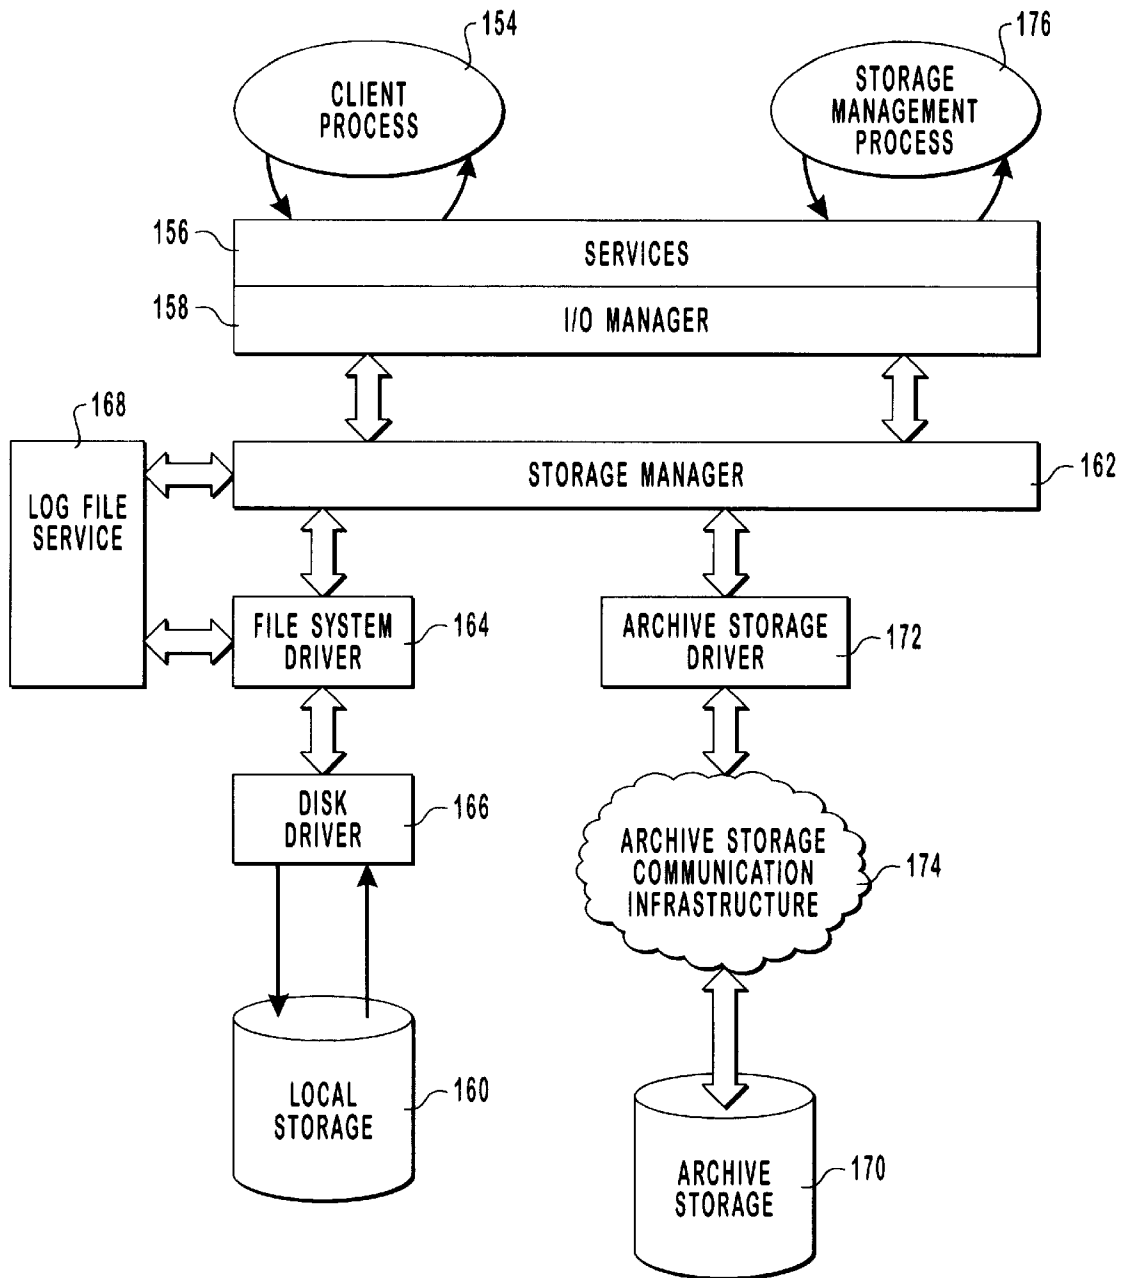 154
176
CLIENT
PROCESS
STORAGE
MANAGEMENT
PROCESS
156
SERVICES
158
I/O MANAGER
168
LOG FILE
SERVICE
STORAGE MANAGER
162
FILE SYSTEM
DRIVER
164
ARCHIVE STORAGE
DRIVER
172
DISK
DRIVER
166
ARCHIVE STORAGE
COMMUNICATION
INFRASTRUCTURE
174
LOCAL
STORAGE
160
ARCHIVE
STORAGE
170